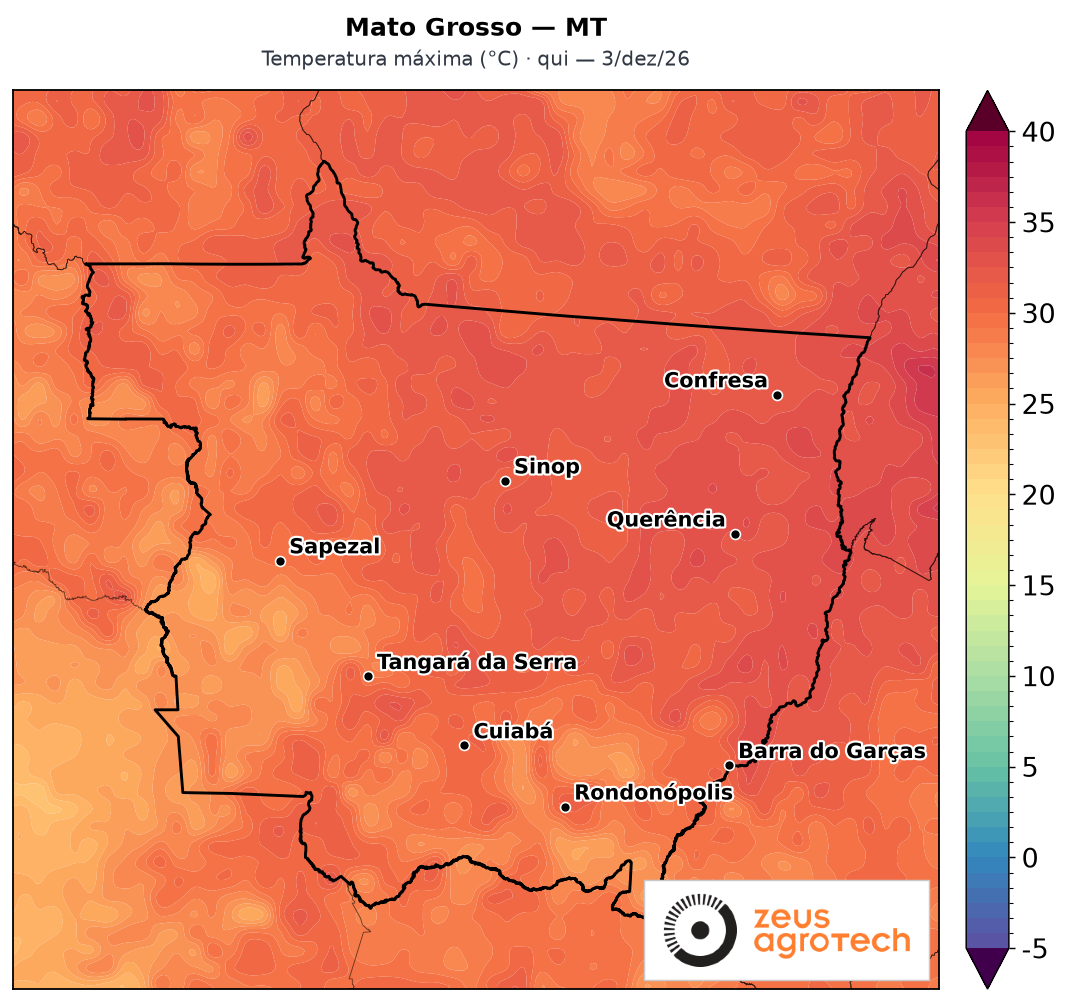 Mato Grosso — MT
Temperatura máxima (°C) · qui — 3/dez/26
40
35
30
25
20
15
10
5
0
-5
Confresa
Sinop
Querência
Sapezal
Tangará da Serra
Cuiabá
Barra do Garças
Rondonópolis
zeus
agrotech